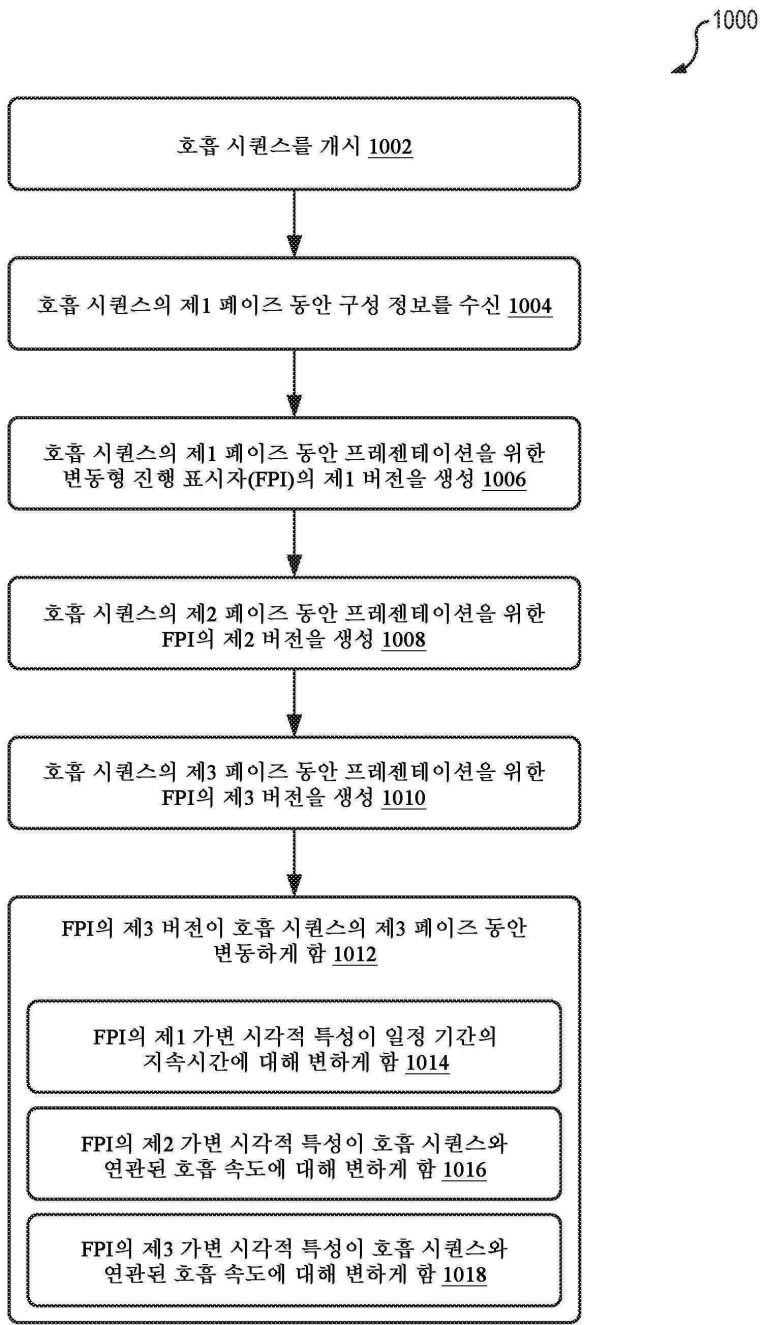 1000
호흡 시퀀스를 개시 1002
호흡 시퀀스의 제1 페이즈 동안 구성 정보를 수신 1004
호흡 시퀀스의 제1 페이즈 동안 프레젠테이션을 위한
변동형 진행 표시자(FPI)의 제1 버전을 생성 1006
호흡 시퀀스의 제2 페이즈 동안 프레젠테이션을 위한
FPI의 제2 버전을 생성 1008
호흡 시퀀스의 제3 페이즈 동안 프레젠테이션을 위한
FPI의 제3 버전을 생성 1010
FPI의 제3 버전이 호흡 시퀀스의 제3 페이즈 동안
변동하게 함 1012
FPI의 제1 가변 시각적 특성이 일정 기간의
지속시간에 대해 변하게 함 1014
FPI의 제2 가변 시각적 특성이 호흡 시퀀스와
연관된 호흡 속도에 대해 변하게 함 1016
FPI의 제3 가변 시각적 특성이 호흡 시퀀스와
연관된 호흡 속도에 대해 변하게 함 1018